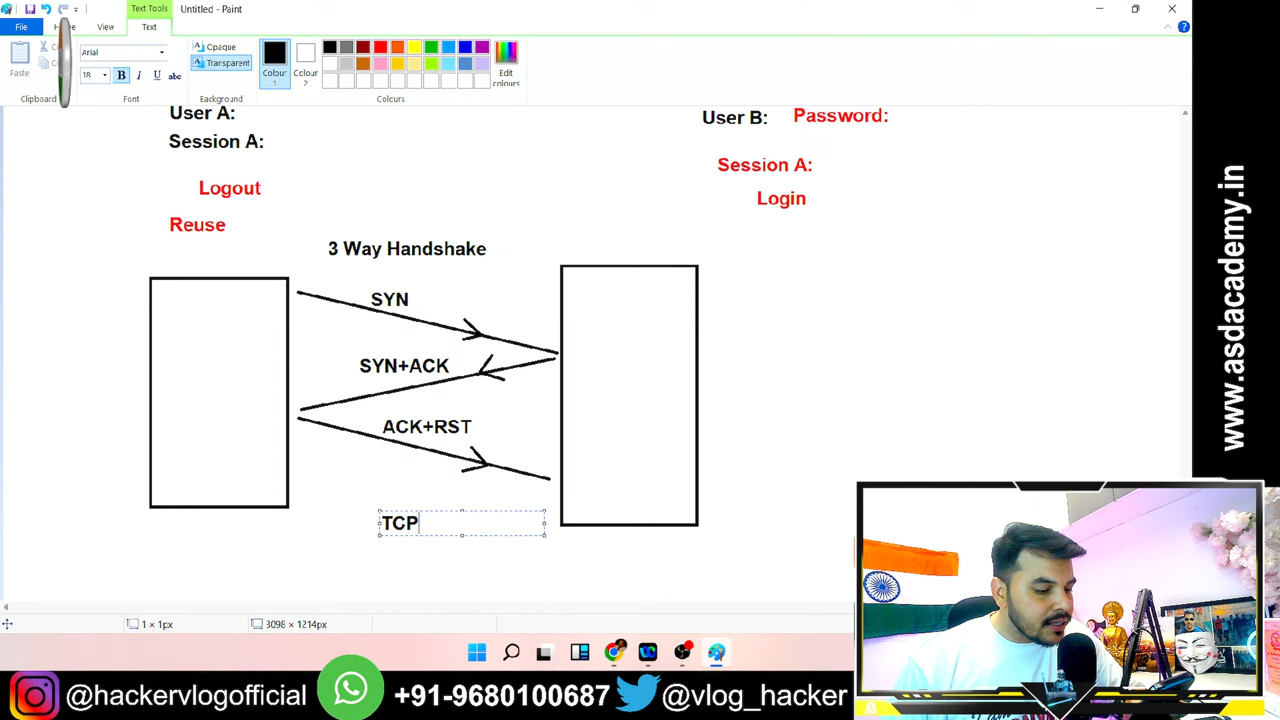 Text Tools
Untitled - Paint
File
Home
View
Text
Paste
Clipboard
Arial
18
B
I
U
abc
Font
Opaque
Transparent
Background
Colour
1
Colour
2
Edit
colours
Colours
User A:
Session A:
Logout
Reuse
User B:
Password:
Session A:
Login
3 Way Handshake
SYN
SYN+ACK
ACK+RST
TCP
1 × 1px
3098 × 1214px
www.asdacademy.in
@hackervlogofficial
+91-9680100687
@vlog_hacker